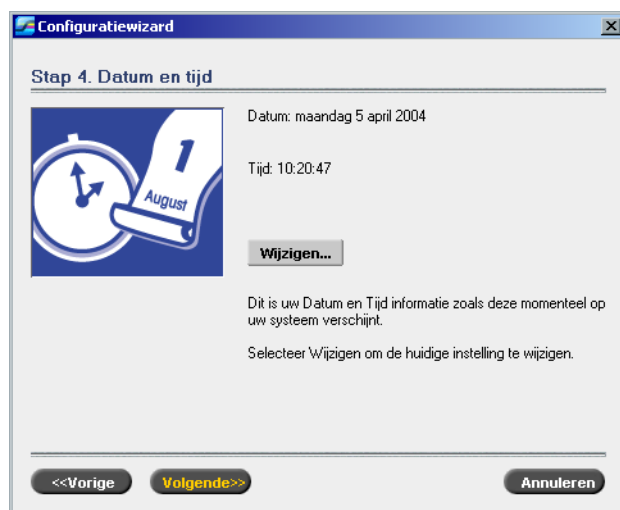 Configuratiewizard
Stap 4. Datum en tijd
1
August
Datum: maandag 5 april 2004
Tijd: 10:20:47
Wijzigen...
Dit is uw Datum en Tijd informatie zoals deze momenteel op
uw systeem verschijnt.
Selecteer Wijzigen om de huidige instelling te wijzigen.
<<Vorige
Volgende>>
Annuleren